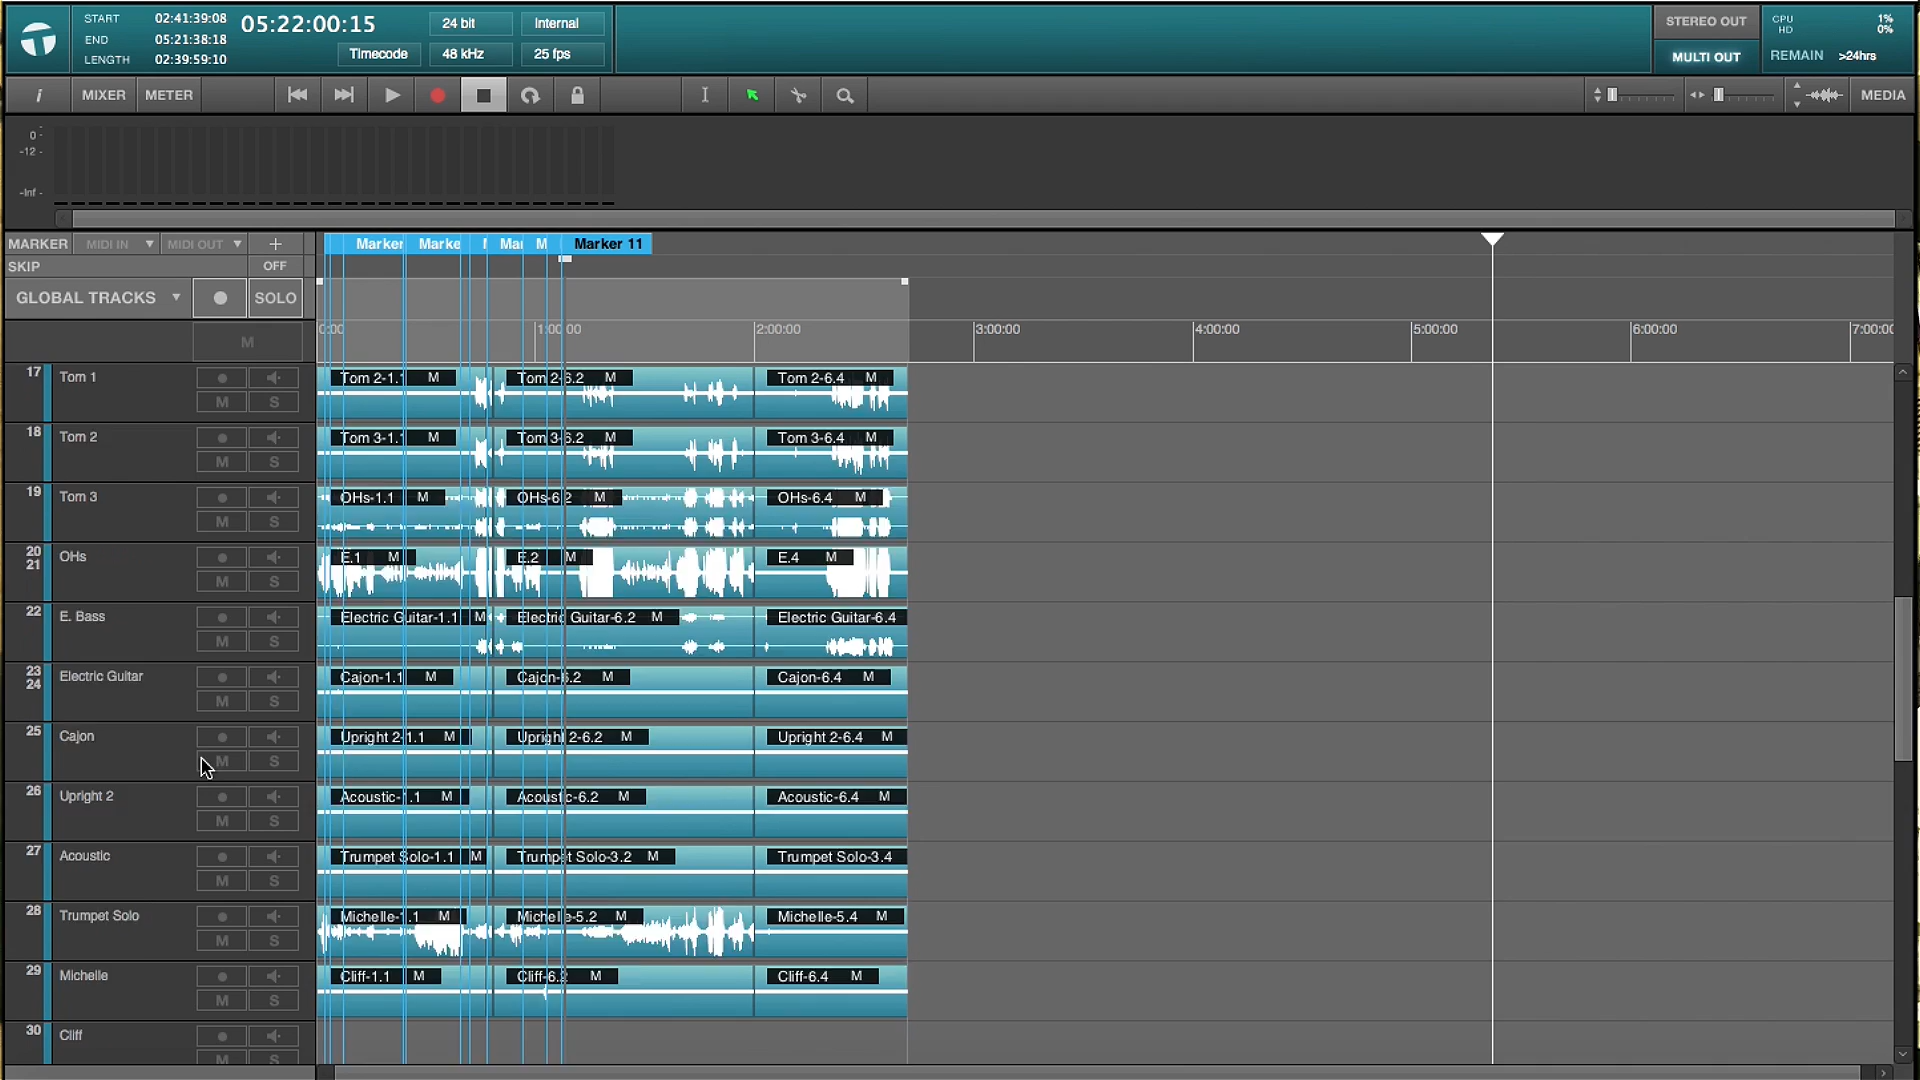 START 02:41:39:08 05:22:00:15 24 bit Internal STEREO OUT CPU 1%
HD 0%
END 05:21:38:18
LENGTH 02:39:59:10 Timecode 48 kHz 25 fps MULTI OUT REMAIN >24hrs
i MIXER METER MEDIA
0 -
-12 -
-Inf -
MARKER MIDI IN MIDI OUT + Marker Marke Mar M Marker 11
SKIP OFF
GLOBAL TRACKS SOLO
M 0:00 1:00:00 2:00:00 3:00:00 4:00:00 5:00:00 6:00:00 7:00:00
17 Tom 1 Tom 2-1.1 M Tom 2-6.2 M Tom 2-6.4 M
M S
18 Tom 2 Tom 3-1.1 M Tom 3-6.2 M Tom 3-6.4 M
M S
19 Tom 3 OHs-1.1 M OHs-6.2 M OHs-6.4 M
M S
20 OHs E.1 M E.2 M E.4 M
21 M S
22 E. Bass Electric Guitar-1.1 M Electric Guitar-6.2 M Electric Guitar-6.4
M S
23 Electric Guitar Cajon-1.1 M Cajon-6.2 M Cajon-6.4 M
24 M S
25 Cajon Upright 2-1.1 M Upright 2-6.2 M Upright 2-6.4 M
M S
26 Upright 2 Acoustic-1.1 M Acoustic-6.2 M Acoustic-6.4 M
M S
27 Acoustic Trumpet Solo-1.1 M Trumpet Solo-3.2 M Trumpet Solo-3.4
M S
28 Trumpet Solo Michelle-1.1 M Michelle-5.2 M Michelle-5.4 M
M S
29 Michelle Cliff-1.1 M Cliff-6.2 M Cliff-6.4 M
M S
30 Cliff
M S